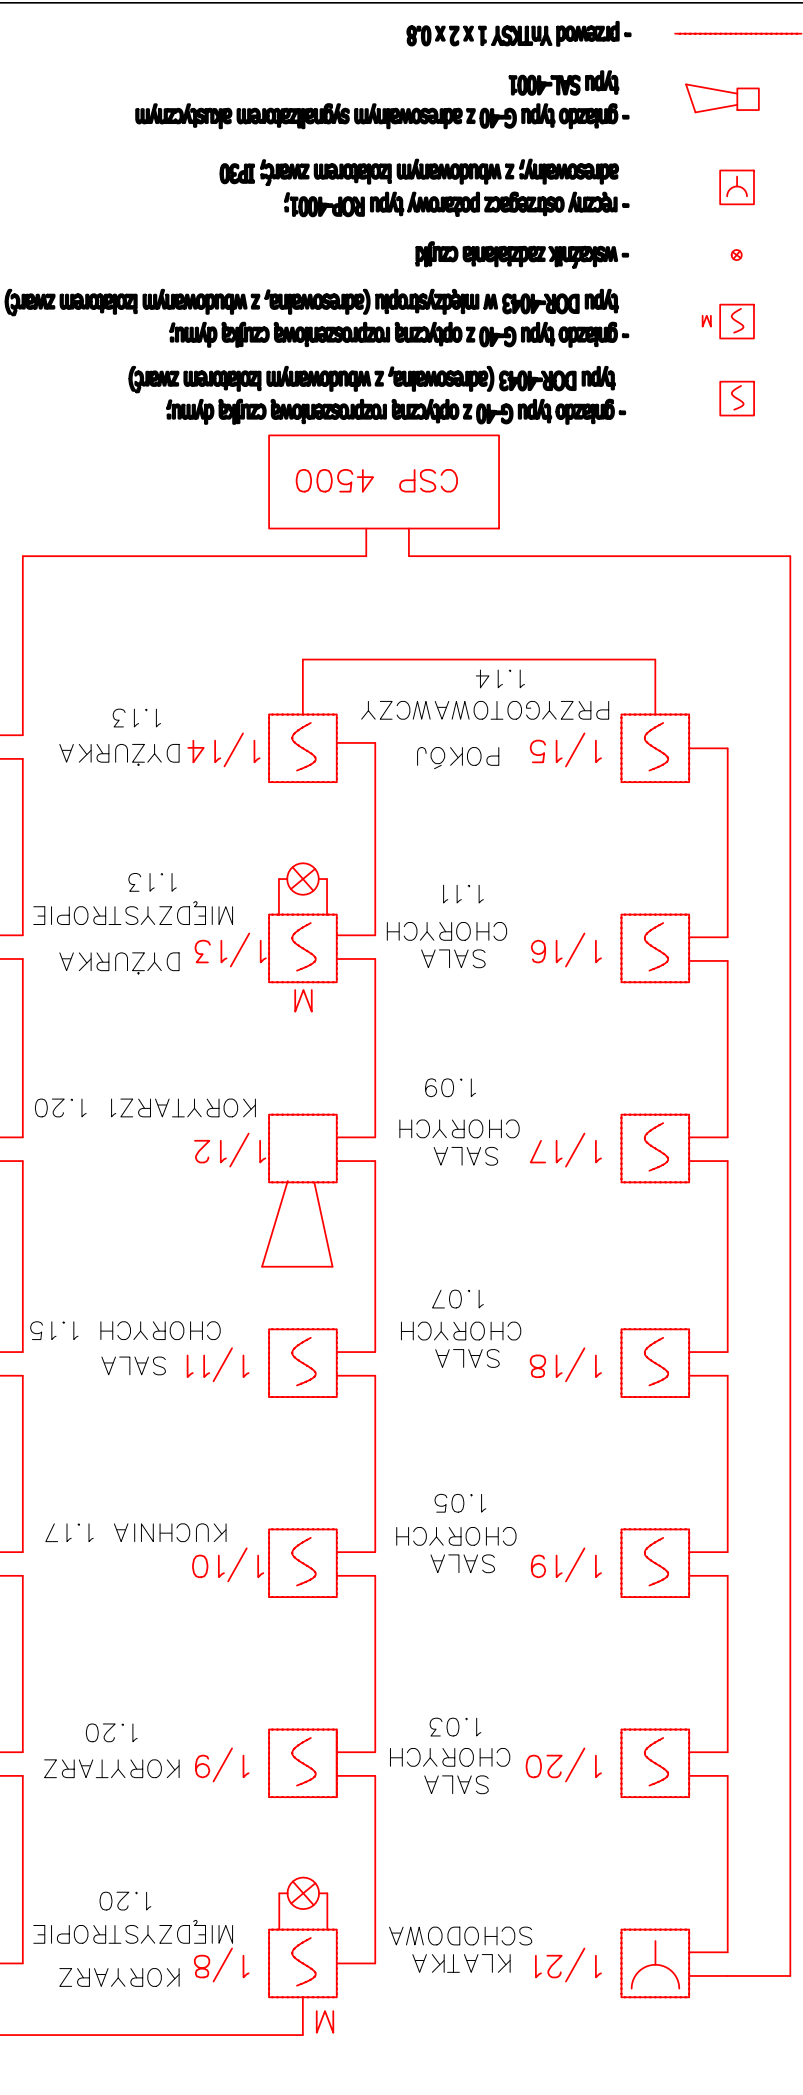 M
1/21 KLATKA
SCHODOWA
1/8 KORYARZ
MIĘDZYSTROPIE
1.20
1/20 SALA
CHORYCH
1.03
1/9 KORYTARZ
1.20
1/19 SALA
CHORYCH
1.05
1/10 KUCHNIA 1.17
1/18 SALA
CHORYCH
1.07
1/11 SALA
CHORYCH 1.15
1/17 SALA
CHORYCH
1.09
1/12 KORYTARZ1 1.20
M
1/16 SALA
CHORYCH
1.11
1/13 DYŻURKA
MIĘDZYSTROPIE
1.13
1/15 POKÓJ
PRZYGOTOWAWCZY
1.14
1/14 DYŻURKA
1.13
CSP 4500
- gniazdo typu G-40 z optyczną rozproszeniową czujką dymu;
typu DOR-4043 (adresowalna, z wbudowanym izolatorem zwarć)
M - gniazdo typu G-40 z optyczną rozproszeniową czujką dymu;
typu DOR-4043 w międzystropiu (adresowalna, z wbudowanym izolatorem zwarć)
- wskaźnik zadziałania czujki
- ręczny ostrzegacz pożarowy typu ROP-4001;
adresowalny; z wbudowanym izolatorem zwarć; IP30
- gniazdo typu G-40 z adresowalnym sygnalizatorem akustycznym
typu SAL-4001
- przewod YnTKSY 1 x 2 x 0.8